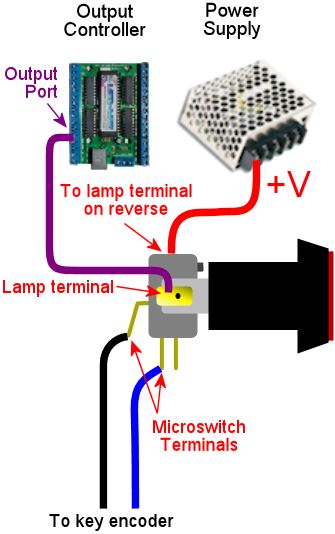 Output
Controller
Power
Supply
Output
Port
+V
To lamp terminal
on reverse
Lamp terminal
Microswitch
Terminals
To key encoder